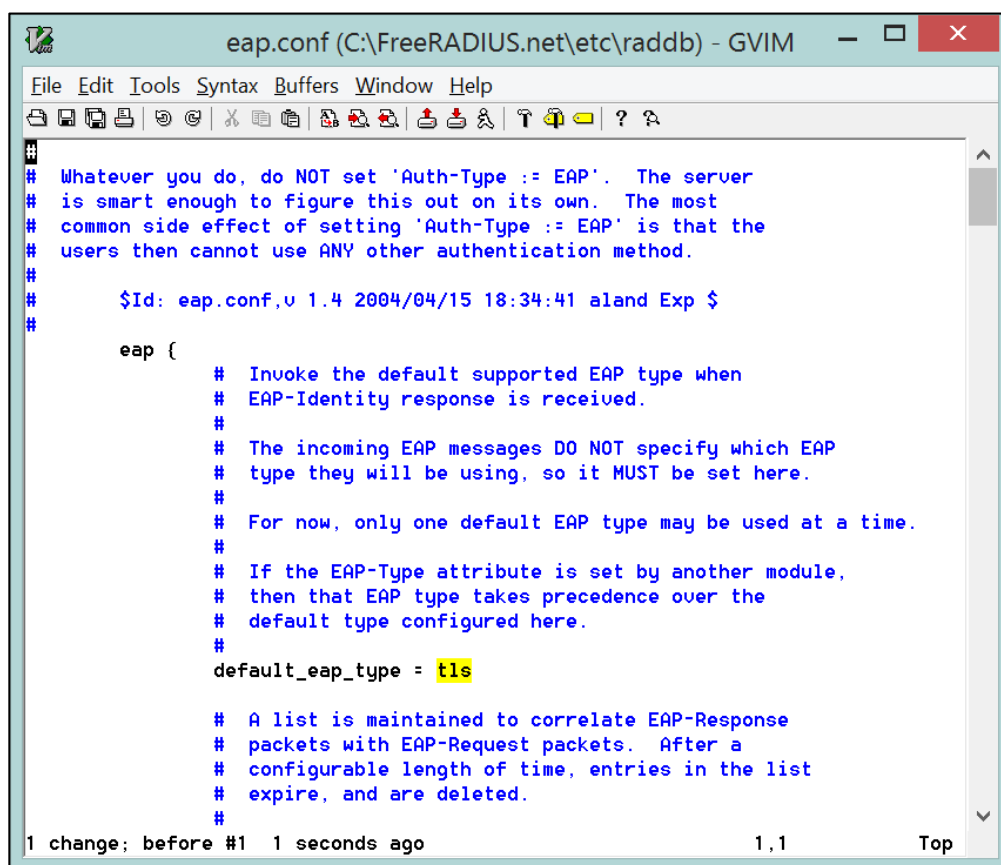 eap.conf (C:\FreeRADIUS.net\etc\raddb) - GVIM
File Edit Tools Syntax Buffers Window Help
#
# Whatever you do, do NOT set 'Auth-Type := EAP'. The server
# is smart enough to figure this out on its own. The most
# common side effect of setting 'Auth-Type := EAP' is that the
# users then cannot use ANY other authentication method.
#
# $Id: eap.conf,v 1.4 2004/04/15 18:34:41 aland Exp $
#
eap {
# Invoke the default supported EAP type when
# EAP-Identity response is received.
#
# The incoming EAP messages DO NOT specify which EAP
# type they will be using, so it MUST be set here.
#
# For now, only one default EAP type may be used at a time.
#
# If the EAP-Type attribute is set by another module,
# then that EAP type takes precedence over the
# default type configured here.
#
default_eap_type = tls
# A list is maintained to correlate EAP-Response
# packets with EAP-Request packets. After a
# configurable length of time, entries in the list
# expire, and are deleted.
#
1 change; before #1 1 seconds ago 1,1 Top